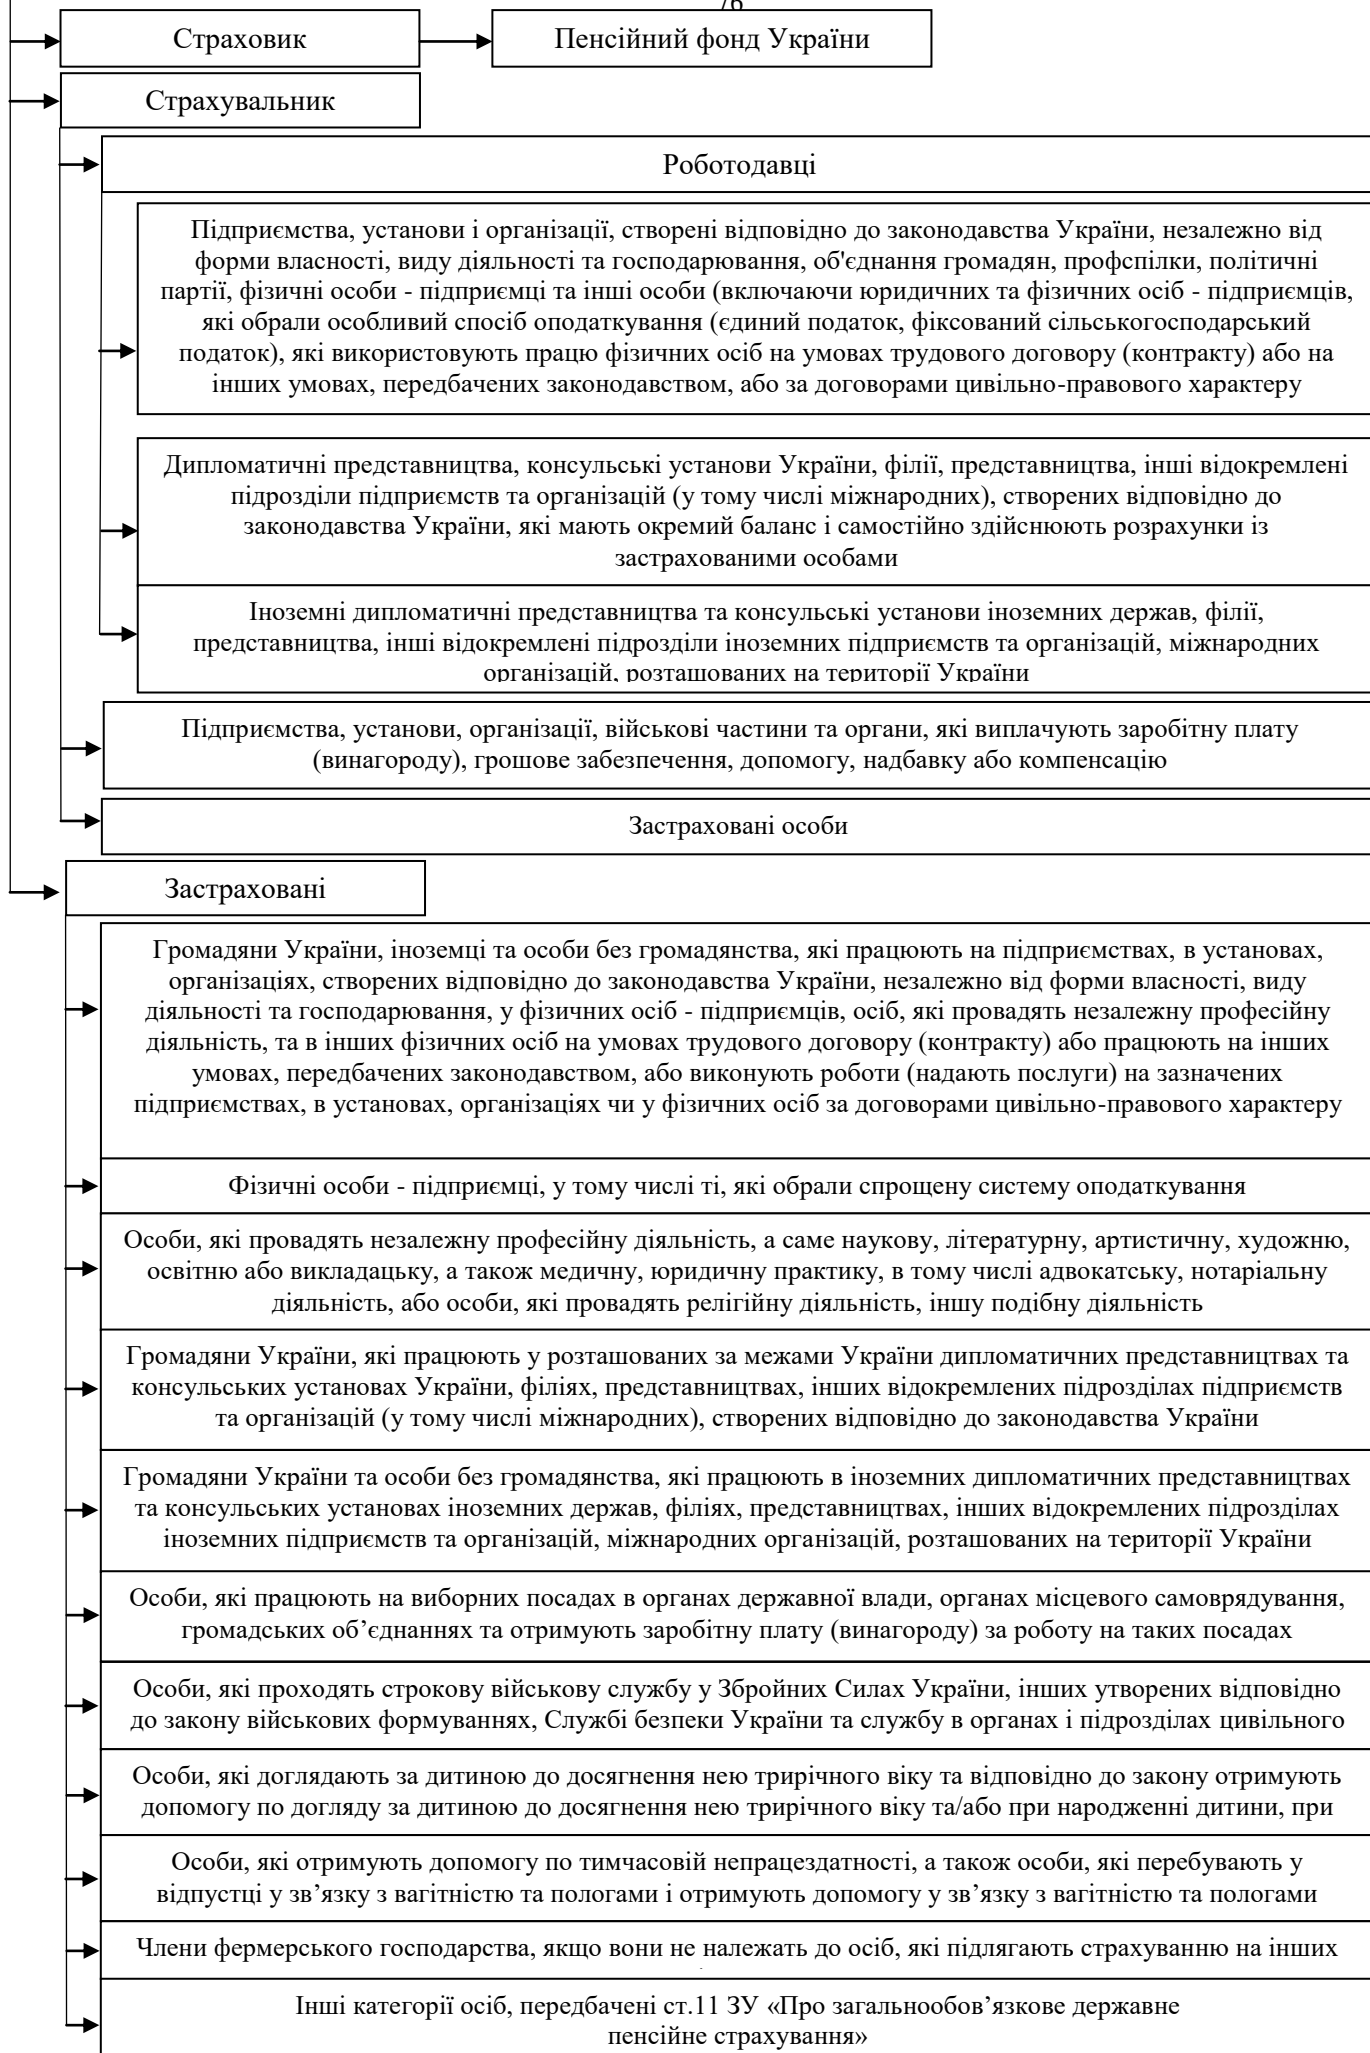 76
Страховик
Пенсійний фонд України
Страхувальник
Роботодавці
Підприємства, установи і організації, створені відповідно до законодавства України, незалежно від
форми власності, виду діяльності та господарювання, об'єднання громадян, профспілки, політичні
партії, фізичні особи - підприємці та інші особи (включаючи юридичних та фізичних осіб - підприємців,
які обрали особливий спосіб оподаткування (єдиний податок, фіксований сільськогосподарський
податок), які використовують працю фізичних осіб на умовах трудового договору (контракту) або на
інших умовах, передбачених законодавством, або за договорами цивільно-правового характеру
Дипломатичні представництва, консульські установи України, філії, представництва, інші відокремлені
підрозділи підприємств та організацій (у тому числі міжнародних), створених відповідно до
законодавства України, які мають окремий баланс і самостійно здійснюють розрахунки із
застрахованими особами
Іноземні дипломатичні представництва та консульські установи іноземних держав, філії,
представництва, інші відокремлені підрозділи іноземних підприємств та організацій, міжнародних
організацій, розташованих на території України
Підприємства, установи, організації, військові частини та органи, які виплачують заробітну плату
(винагороду), грошове забезпечення, допомогу, надбавку або компенсацію
Застраховані особи
Застраховані
Громадяни України, іноземці та особи без громадянства, які працюють на підприємствах, в установах,
організаціях, створених відповідно до законодавства України, незалежно від форми власності, виду
діяльності та господарювання, у фізичних осіб - підприємців, осіб, які провадять незалежну професійну
діяльність, та в інших фізичних осіб на умовах трудового договору (контракту) або працюють на інших
умовах, передбачених законодавством, або виконують роботи (надають послуги) на зазначених
підприємствах, в установах, організаціях чи у фізичних осіб за договорами цивільно-правового характеру
Фізичні особи - підприємці, у тому числі ті, які обрали спрощену систему оподаткування
Особи, які провадять незалежну професійну діяльність, а саме наукову, літературну, артистичну, художню,
освітню або викладацьку, а також медичну, юридичну практику, в тому числі адвокатську, нотаріальну
діяльність, або особи, які провадять релігійну діяльність, іншу подібну діяльність
Громадяни України, які працюють у розташованих за межами України дипломатичних представництвах та
консульських установах України, філіях, представництвах, інших відокремлених підрозділах підприємств
та організацій (у тому числі міжнародних), створених відповідно до законодавства України
Громадяни України та особи без громадянства, які працюють в іноземних дипломатичних представництвах
та консульських установах іноземних держав, філіях, представництвах, інших відокремлених підрозділах
іноземних підприємств та організацій, міжнародних організацій, розташованих на території України
Особи, які працюють на виборних посадах в органах державної влади, органах місцевого самоврядування,
громадських об’єднаннях та отримують заробітну плату (винагороду) за роботу на таких посадах
Особи, які проходять строкову військову службу у Збройних Силах України, інших утворених відповідно
до закону військових формуваннях, Службі безпеки України та службу в органах і підрозділах цивільного
Особи, які доглядають за дитиною до досягнення нею трирічного віку та відповідно до закону отримують
допомогу по догляду за дитиною до досягнення нею трирічного віку та/або при народженні дитини, при
Особи, які отримують допомогу по тимчасовій непрацездатності, а також особи, які перебувають у
відпустці у зв’язку з вагітністю та пологами і отримують допомогу у зв’язку з вагітністю та пологами
Члени фермерського господарства, якщо вони не належать до осіб, які підлягають страхуванню на інших
Інші категорії осіб, передбачені ст.11 ЗУ «Про загальнообов’язкове державне
пенсійне страхування»